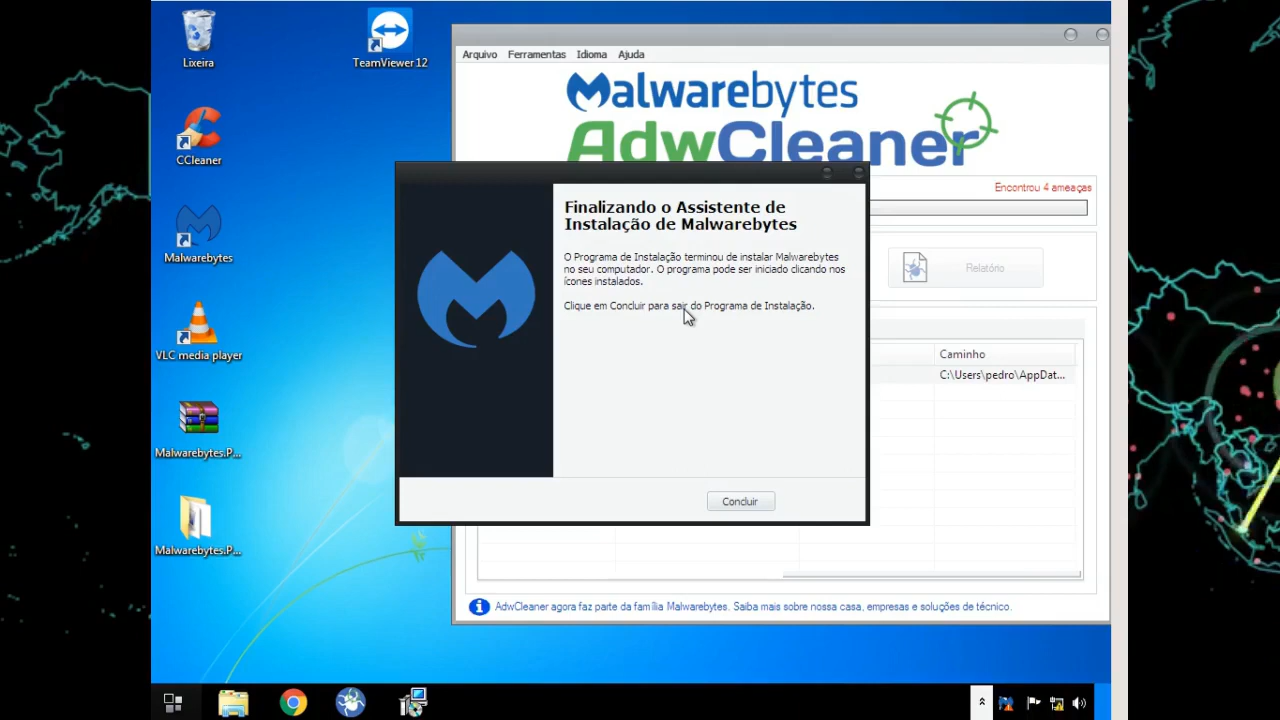 Lixeira
TeamViewer 12
CCleaner
Malwarebytes
VLC media player
Malwarebytes.P...
Malwarebytes.P...
Arquivo Ferramentas Idioma Ajuda
Malwarebytes
AdwCleaner
Encontrou 4 ameaças
Relatório
Caminho
C:\Users\pedro\AppDat...
Finalizando o Assistente de
Instalação de Malwarebytes
O Programa de Instalação terminou de instalar Malwarebytes
no seu computador. O programa pode ser iniciado clicando nos
ícones instalados.
Clique em Concluir para sair do Programa de Instalação.
Concluir
AdwCleaner agora faz parte da família Malwarebytes. Saiba mais sobre nossa casa, empresas e soluções de técnico.